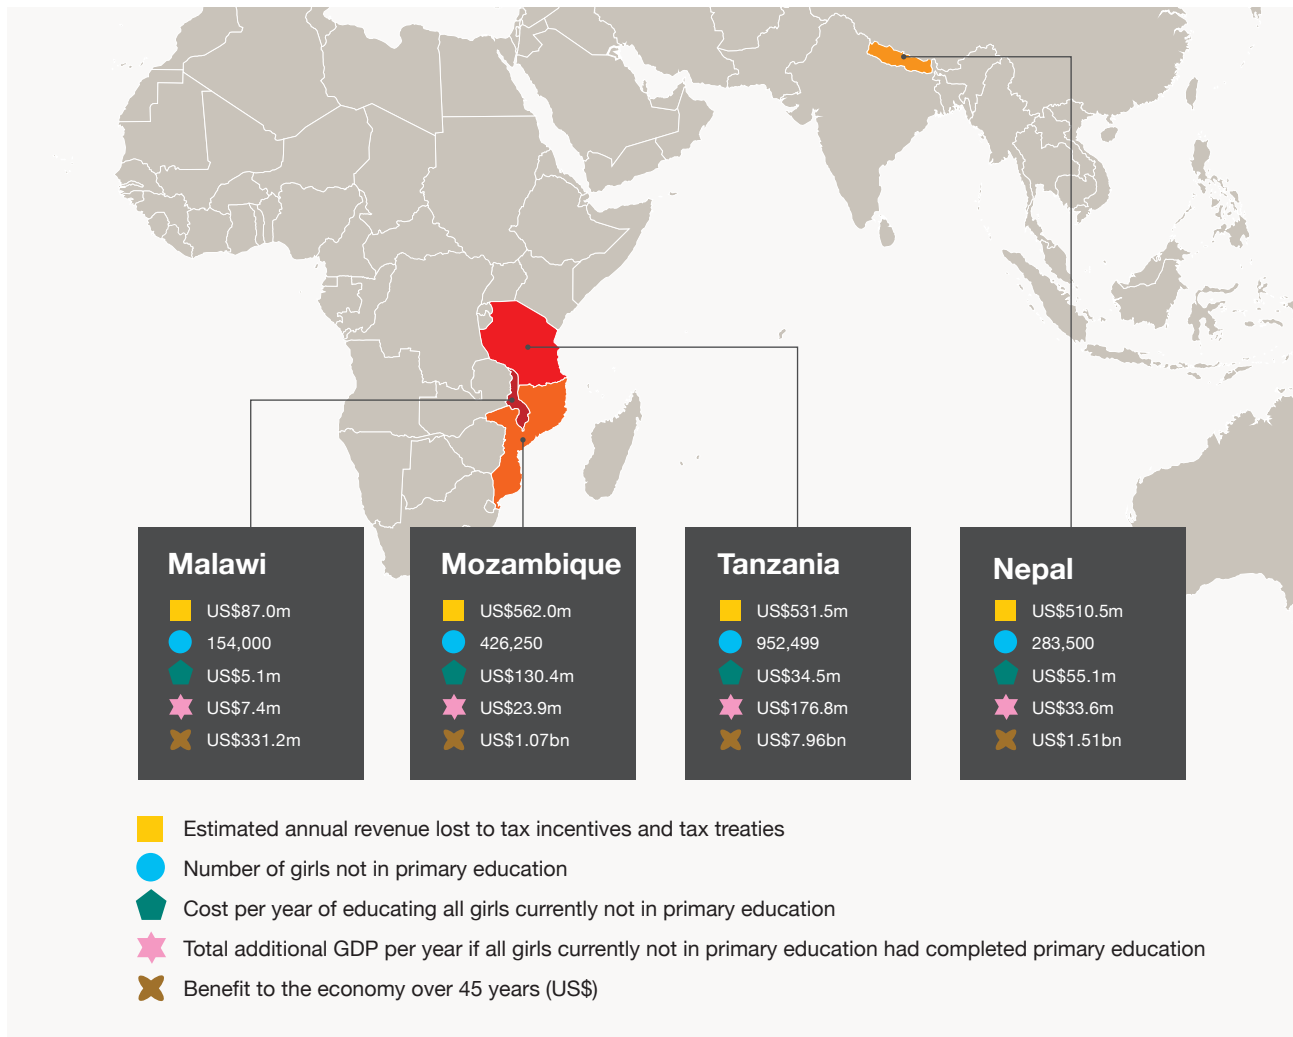 Malawi
US$87.0m
154,000
US$5.1m
US$7.4m
US$331.2m
Mozambique
US$562.0m
426,250
US$130.4m
US$23.9m
US$1.07bn
Tanzania
US$531.5m
952,499
US$34.5m
US$176.8m
US$7.96bn
Nepal
US$510.5m
283,500
US$55.1m
US$33.6m
US$1.51bn
Estimated annual revenue lost to tax incentives and tax treaties
Number of girls not in primary education
Cost per year of educating all girls currently not in primary education
Total additional GDP per year if all girls currently not in primary education had completed primary education
Benefit to the economy over 45 years (US$)